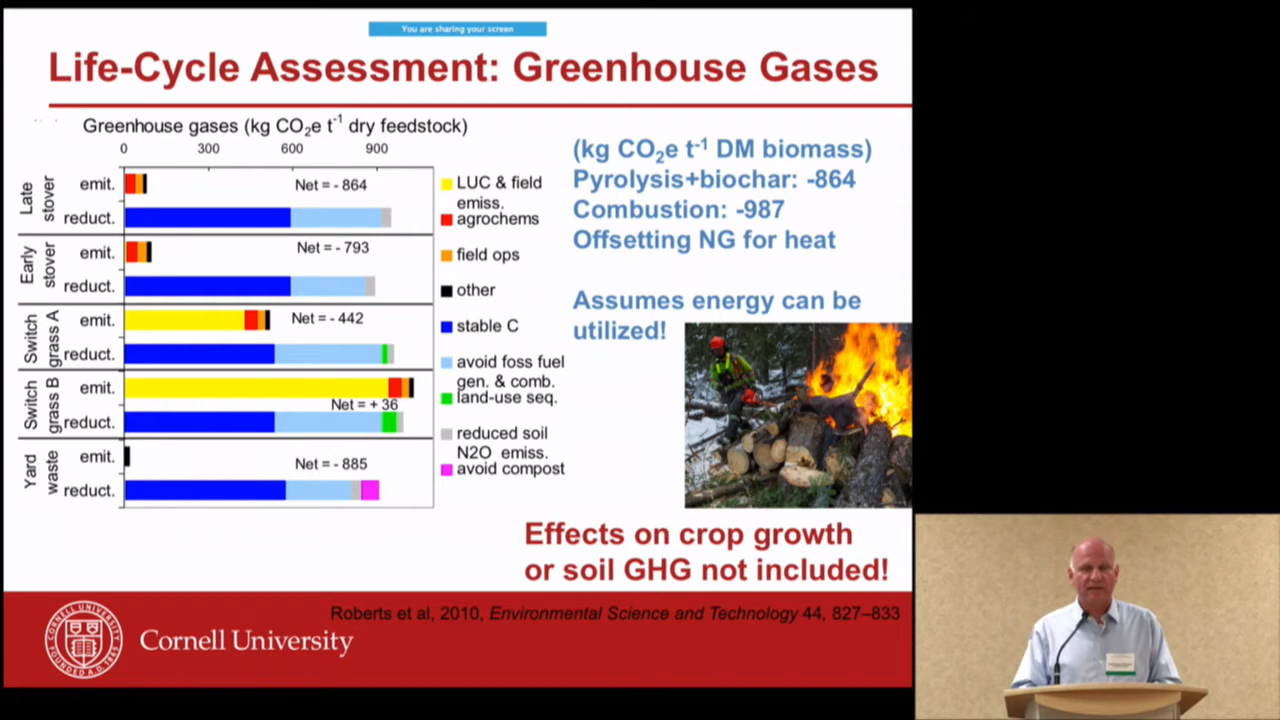 You are sharing your screen
Life-Cycle Assessment: Greenhouse Gases
Greenhouse gases (kg CO2e t-1 dry feedstock)
0 300 600 900
Late stover
emit.
Net = - 864
reduct.
Early stover
emit.
Net = - 793
reduct.
Switch grass A
emit.
Net = - 442
reduct.
Switch grass B
emit.
Net = + 36
reduct.
Yard waste
emit.
Net = - 885
reduct.
LUC & field
emiss.
agrochems
field ops
other
stable C
avoid foss fuel
gen. & comb.
land-use seq.
reduced soil
N2O emiss.
avoid compost
(kg CO2e t-1 DM biomass)
Pyrolysis+biochar: -864
Combustion: -987
Offsetting NG for heat
Assumes energy can be
utilized!
Effects on crop growth
or soil GHG not included!
Roberts et al, 2010, Environmental Science and Technology 44, 827–833
CORNELL UNIVERSITY
FOUNDED A.D. 1865
Cornell University